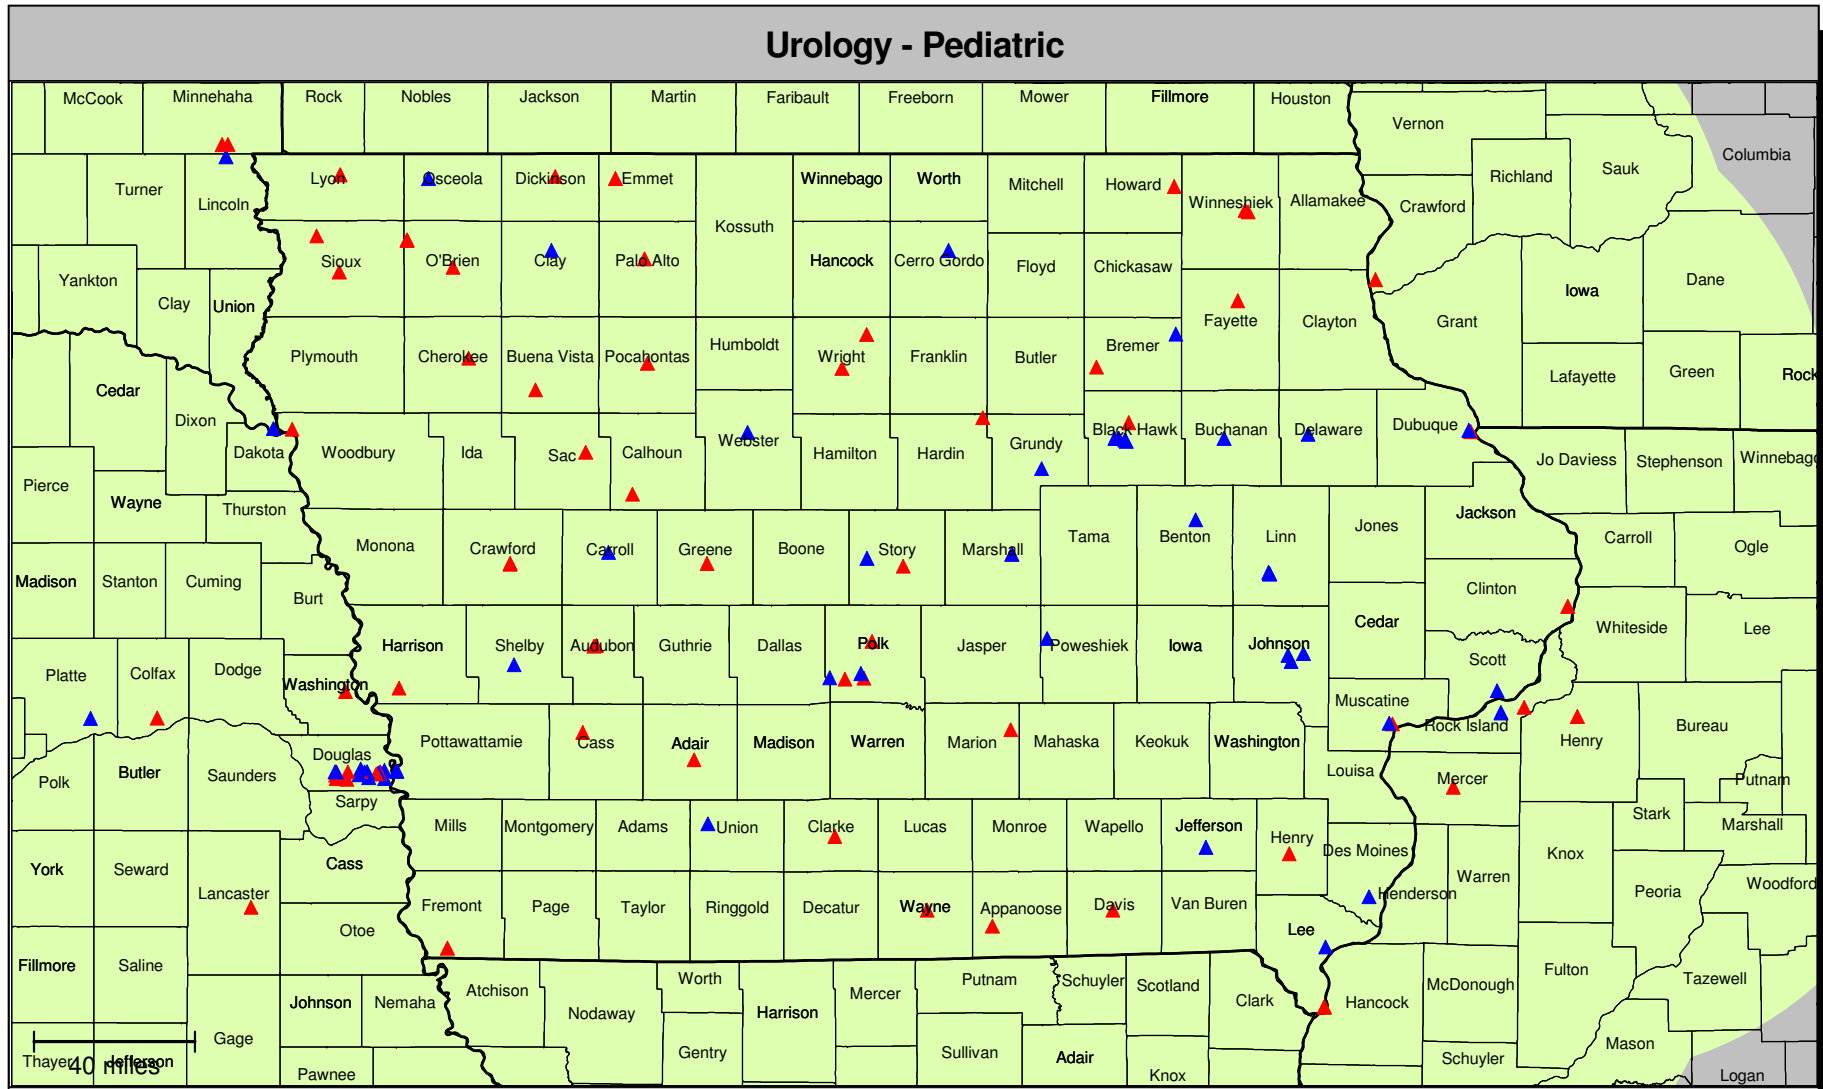 Urology - Pediatric
McCook Minnehaha Rock Nobles Jackson Martin Faribault Freeborn Mower Fillmore Houston
Vernon
Columbia
Turner Lincoln Lyon Osceola Dickinson Emmet Winnebago Worth Mitchell Howard Winneshiek Allamakee Crawford Richland Sauk
Kossuth
Yankton Clay Union Sioux O'Brien Clay Palo Alto Hancock Cerro Gordo Floyd Chickasaw Iowa Dane
Fayette Clayton Grant
Plymouth Cherokee Buena Vista Pocahontas Humboldt Wright Franklin Butler Bremer
Cedar Dixon Lafayette Green Rock
Dakota Woodbury Ida Sac Calhoun Webster Hamilton Hardin Grundy Black Hawk Buchanan Delaware Dubuque Jo Daviess Stephenson Winnebago
Pierce Wayne Thurston
Monona Crawford Carroll Greene Boone Story Marshall Tama Benton Linn Jones Jackson Carroll Ogle
Madison Stanton Cuming Burt Clinton
Harrison Shelby Audubon Guthrie Dallas Polk Jasper Poweshiek Iowa Johnson Cedar Scott Whiteside Lee
Platte Colfax Dodge Washington
Muscatine Rock Island
Pottawattamie Cass Adair Madison Warren Marion Mahaska Keokuk Washington Henry Bureau
Polk Butler Saunders Douglas Louisa Mercer Putnam
Sarpy
Mills Montgomery Adams Union Clarke Lucas Monroe Wapello Jefferson Henry Des Moines Stark Marshall
York Seward Cass Knox
Lancaster Henderson Warren Peoria Woodford
Fremont Page Taylor Ringgold Decatur Wayne Appanoose Davis Van Buren
Otoe Lee
Fillmore Saline
Atchison Worth Putnam Schuyler Scotland Fulton Tazewell
Johnson Nemaha Nodaway Harrison Mercer Clark Hancock McDonough
Gage Gentry Sullivan Adair Schuyler Mason
Thayer Jefferson
40 miles
Pawnee Knox Logan